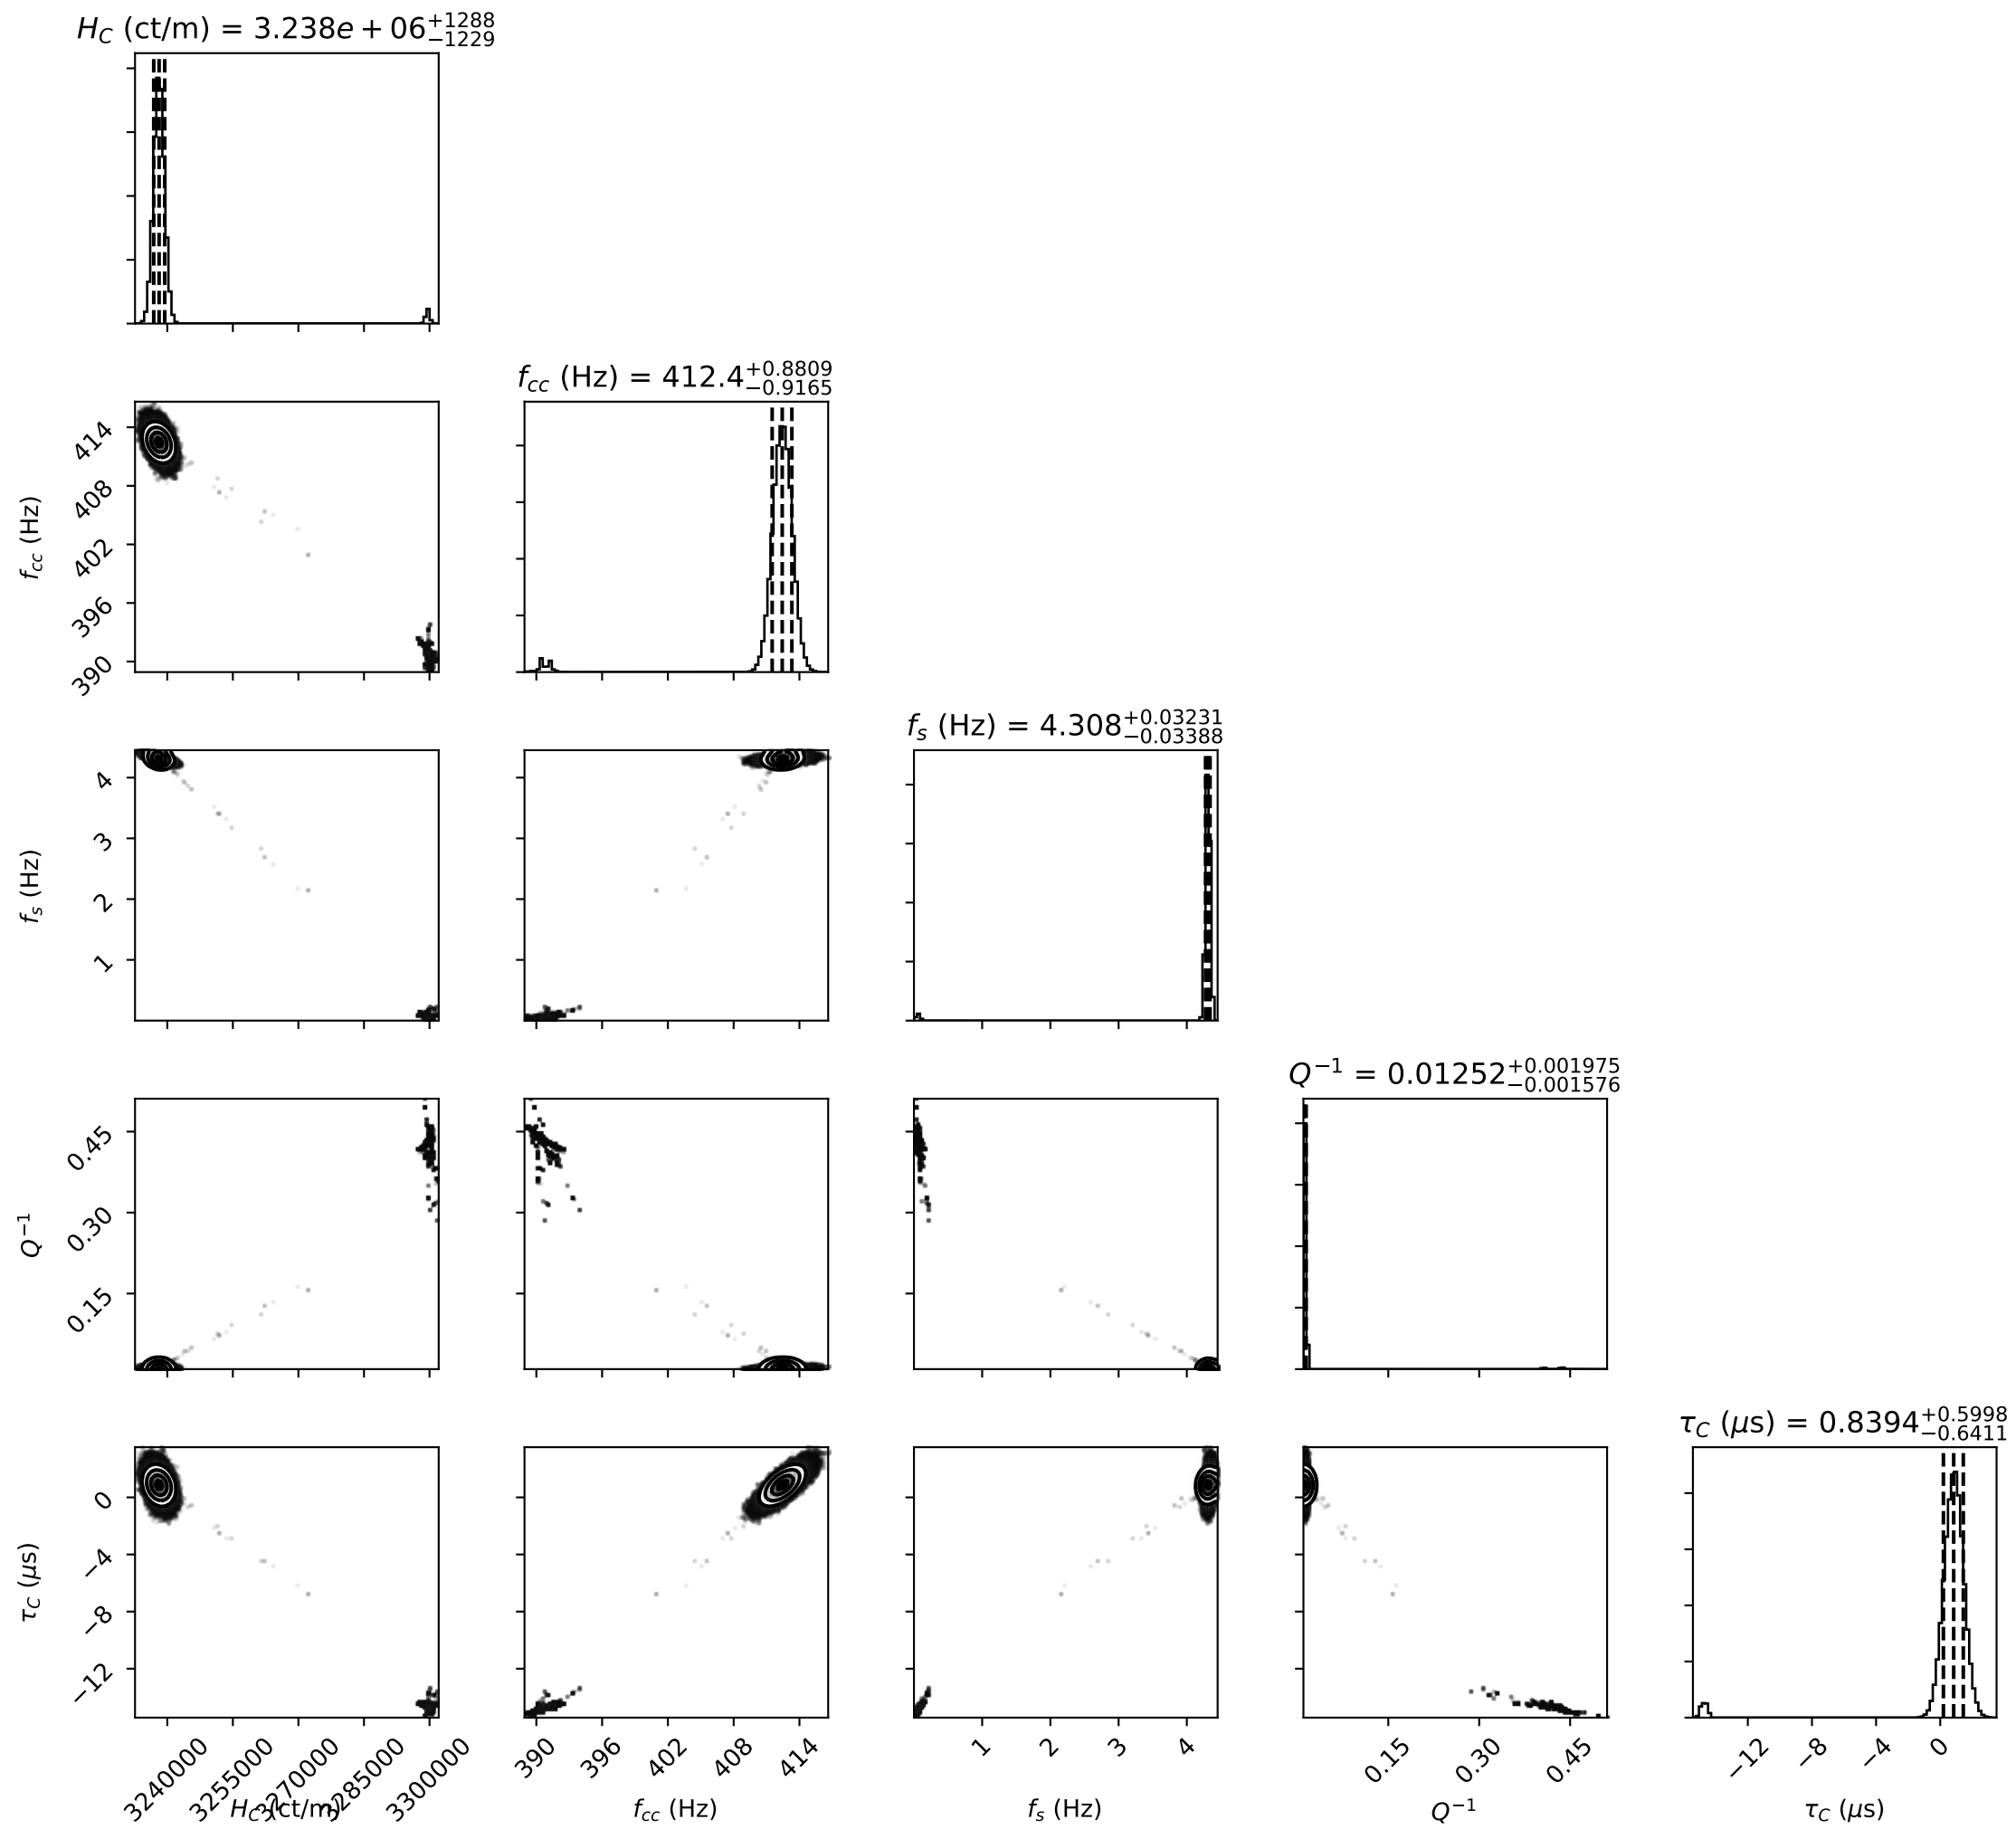 H_C (ct/m) = 3.238e + 06 +1288 −1229
f_cc (Hz) = 412.4 +0.8809 −0.9165
414
408
402
396
390
f_cc (Hz)
f_s (Hz) = 4.308 +0.03231 −0.03388
4
3
2
1
f_s (Hz)
Q⁻¹ = 0.01252 +0.001975 −0.001576
0.45
0.30
0.15
Q⁻¹
τ_C (μs) = 0.8394 +0.5998 −0.6411
0
−4
−8
−12
τ_C (μs)
3240000 3255000 3270000 3285000 3300000
H_C (ct/m)
390 396 402 408 414
f_cc (Hz)
1 2 3 4
f_s (Hz)
0.15 0.30 0.45
Q⁻¹
−12 −8 −4 0
τ_C (μs)